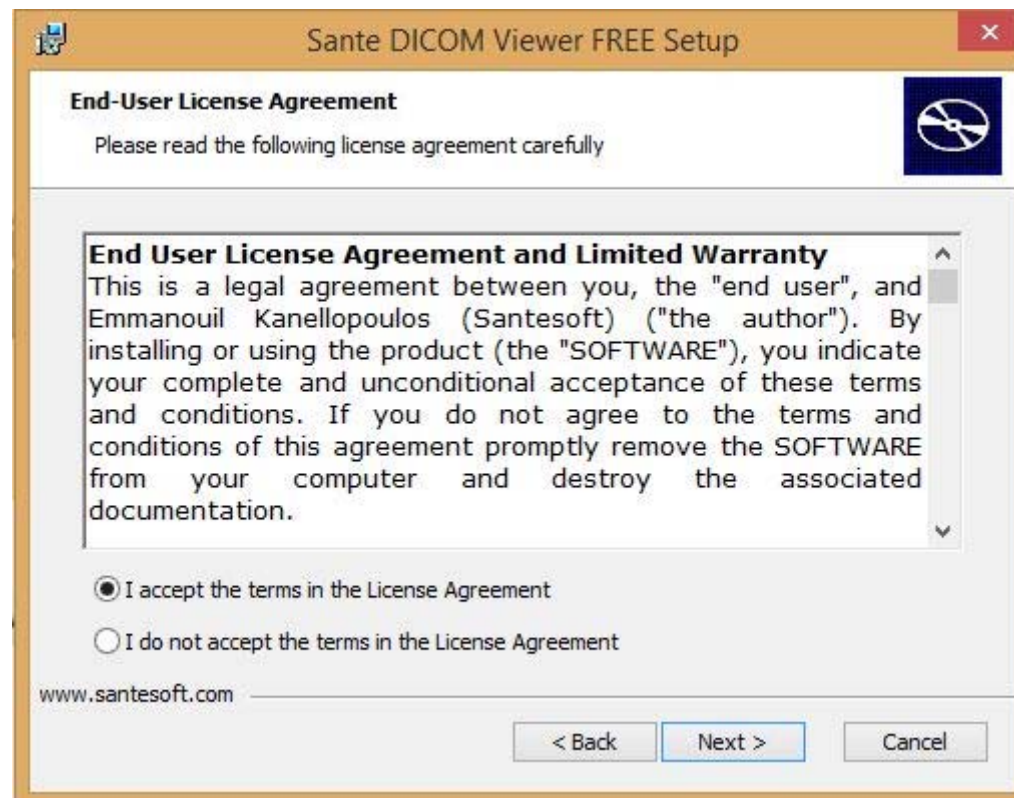 Sante DICOM Viewer FREE Setup
End-User License Agreement
Please read the following license agreement carefully
End User License Agreement and Limited Warranty
This is a legal agreement between you, the "end user", and
Emmanouil Kanellopoulos (Santesoft) ("the author"). By
installing or using the product (the "SOFTWARE"), you indicate
your complete and unconditional acceptance of these terms
and conditions. If you do not agree to the terms and
conditions of this agreement promptly remove the SOFTWARE
from your computer and destroy the associated
documentation.
I accept the terms in the License Agreement
I do not accept the terms in the License Agreement
www.santesoft.com
< Back Next > Cancel